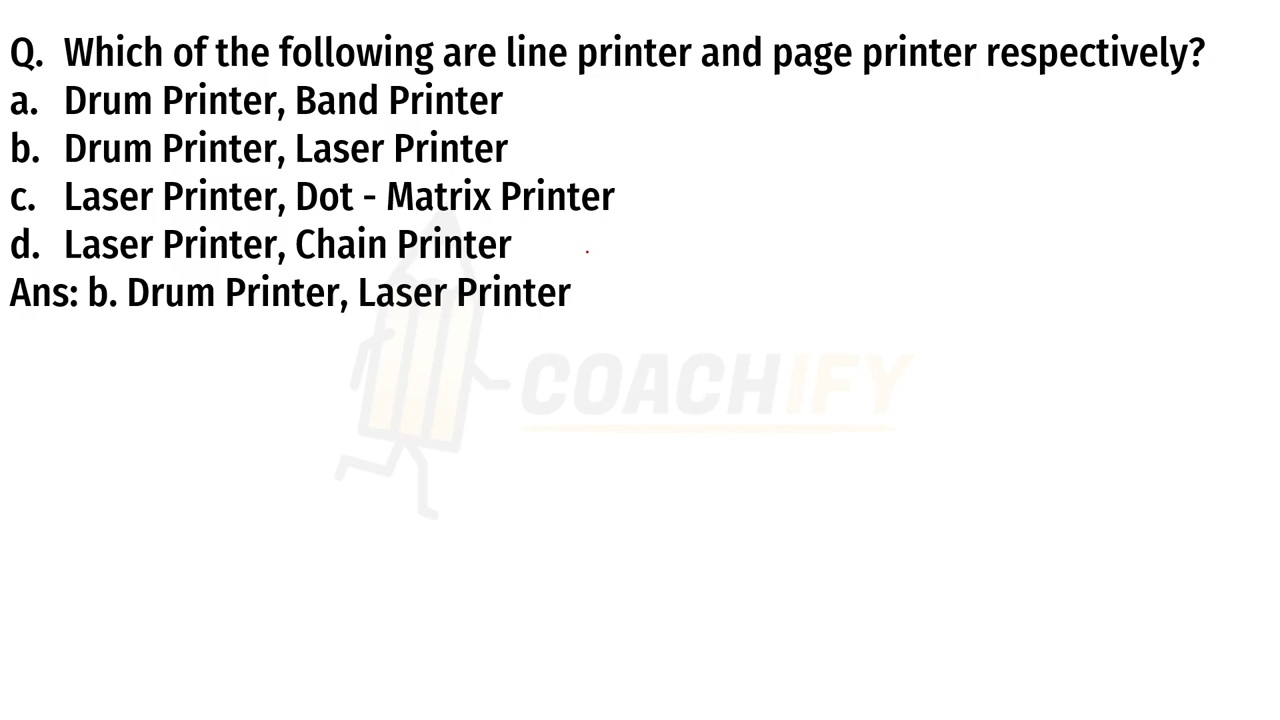 Q. Which of the following are line printer and page printer respectively?
a. Drum Printer, Band Printer
b. Drum Printer, Laser Printer
c. Laser Printer, Dot - Matrix Printer
d. Laser Printer, Chain Printer
Ans: b. Drum Printer, Laser Printer
COACHIFY